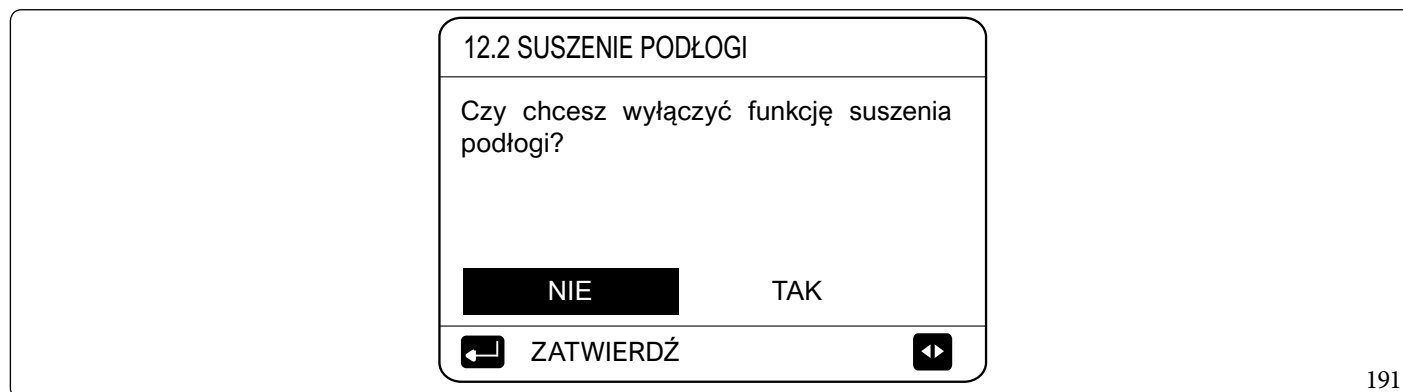 12.2 SUSZENIE PODŁOGI
Czy chcesz wyłączyć funkcję suszenia
podłogi?
NIE TAK
ZATWIERDŹ
191